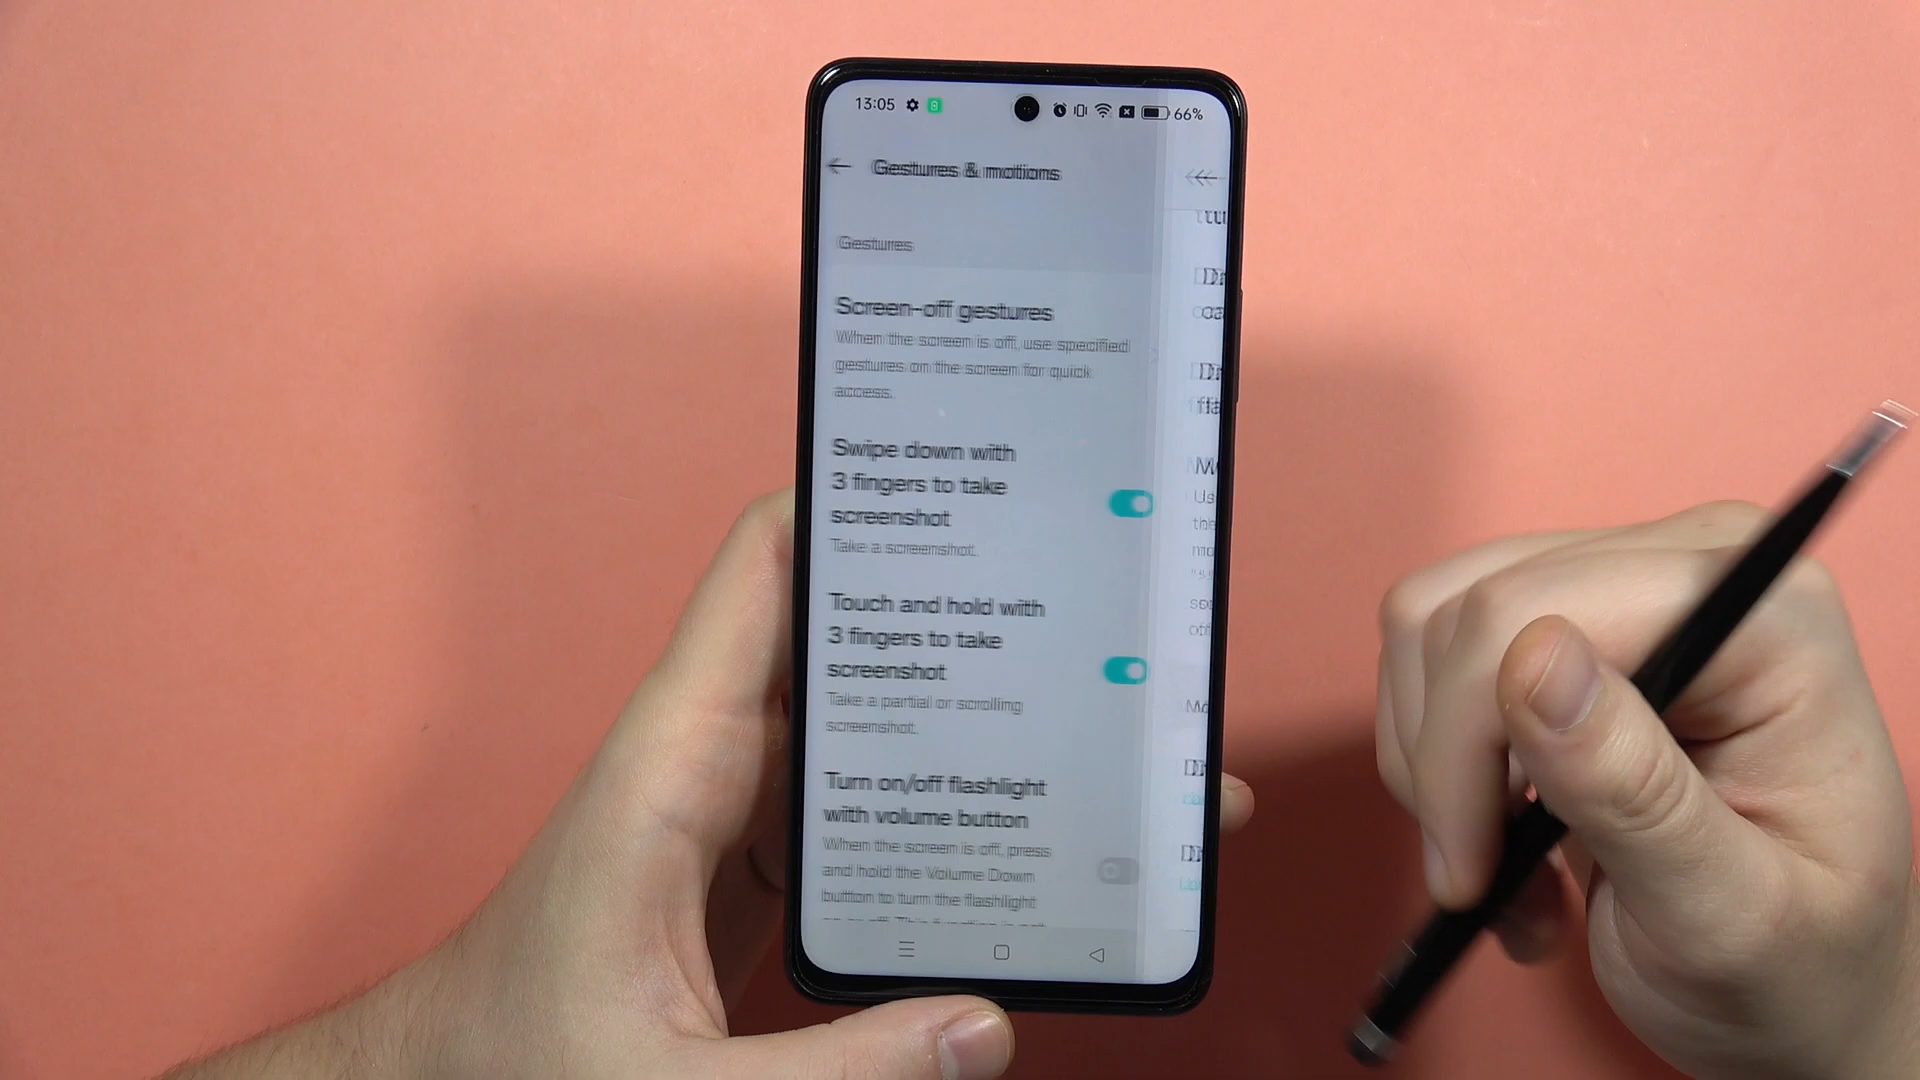 13:05
66%
Gestures & motions
Gestures
Screen-off gestures
When the screen is off, use specified
gestures on the screen for quick
access.
Swipe down with
3 fingers to take
screenshot
Take a screenshot.
Touch and hold with
3 fingers to take
screenshot
Take a partial or scrolling
screenshot.
Turn on/off flashlight
with volume button
When the screen is off, press
and hold the Volume Down
button to turn the flashlight